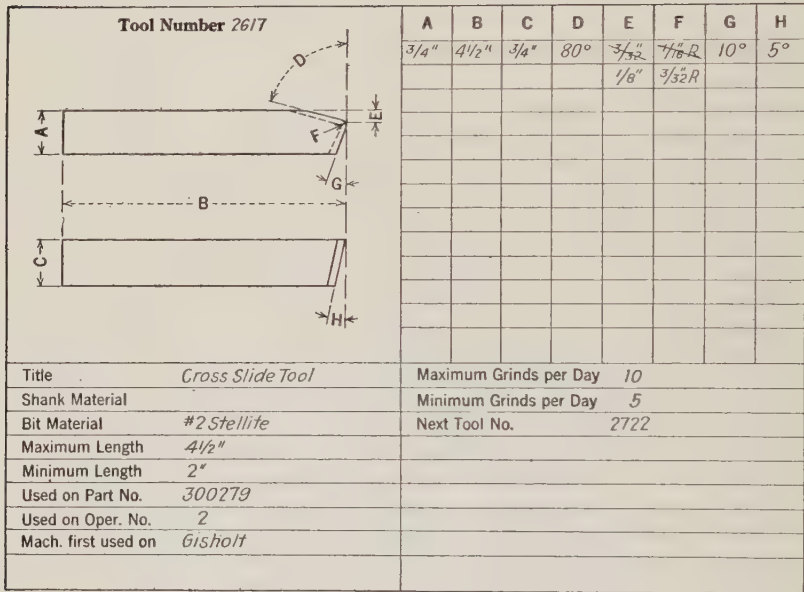 Tool Number 2617
A B C D E F G H
3/4" 4 1/2" 3/4" 80° 3/32" 1/16" R 10° 5°
1/8" 3/32 R
D
A
E
F
G
B
C
H
Title Cross Slide Tool
Shank Material
Bit Material #2 Stellite
Maximum Length 4 1/2"
Minimum Length 2"
Used on Part No. 300279
Used on Oper. No. 2
Mach. first used on Gisholt
Maximum Grinds per Day 10
Minimum Grinds per Day 5
Next Tool No. 2722